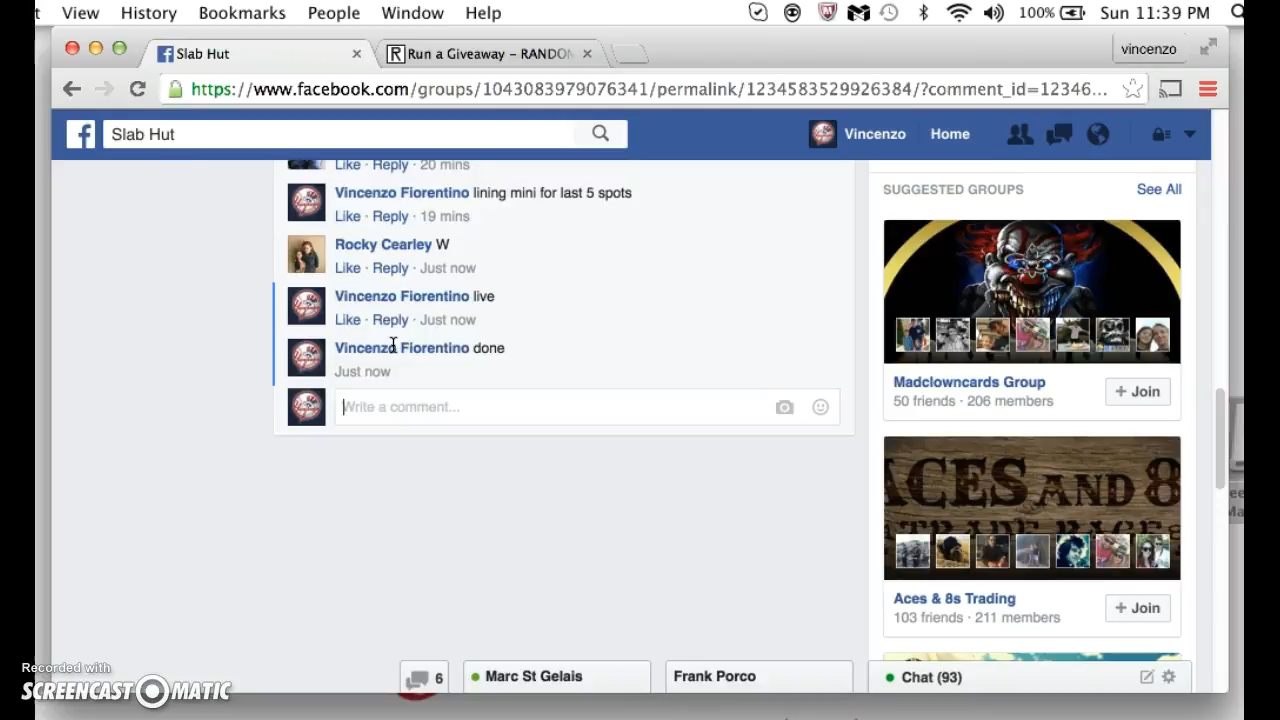 View History Bookmarks People Window Help 100% Sun 11:39 PM
Slab Hut Run a Giveaway – RANDOM vincenzo
https://www.facebook.com/groups/1043083979076341/permalink/1234583529926384/?comment_id=12346...
Slab Hut Vincenzo Home
Like · Reply · 20 mins
Vincenzo Fiorentino lining mini for last 5 spots
Like · Reply · 19 mins
Rocky Cearley W
Like · Reply · Just now
Vincenzo Fiorentino live
Like · Reply · Just now
Vincenzo Fiorentino done
Just now
Write a comment...
SUGGESTED GROUPS See All
Madclowncards Group
50 friends · 206 members
+ Join
ACES AND 8
Aces & 8s Trading
103 friends · 211 members
+ Join
6 Marc St Gelais Frank Porco Chat (93)
Recorded with
SCREENCAST-O-MATIC